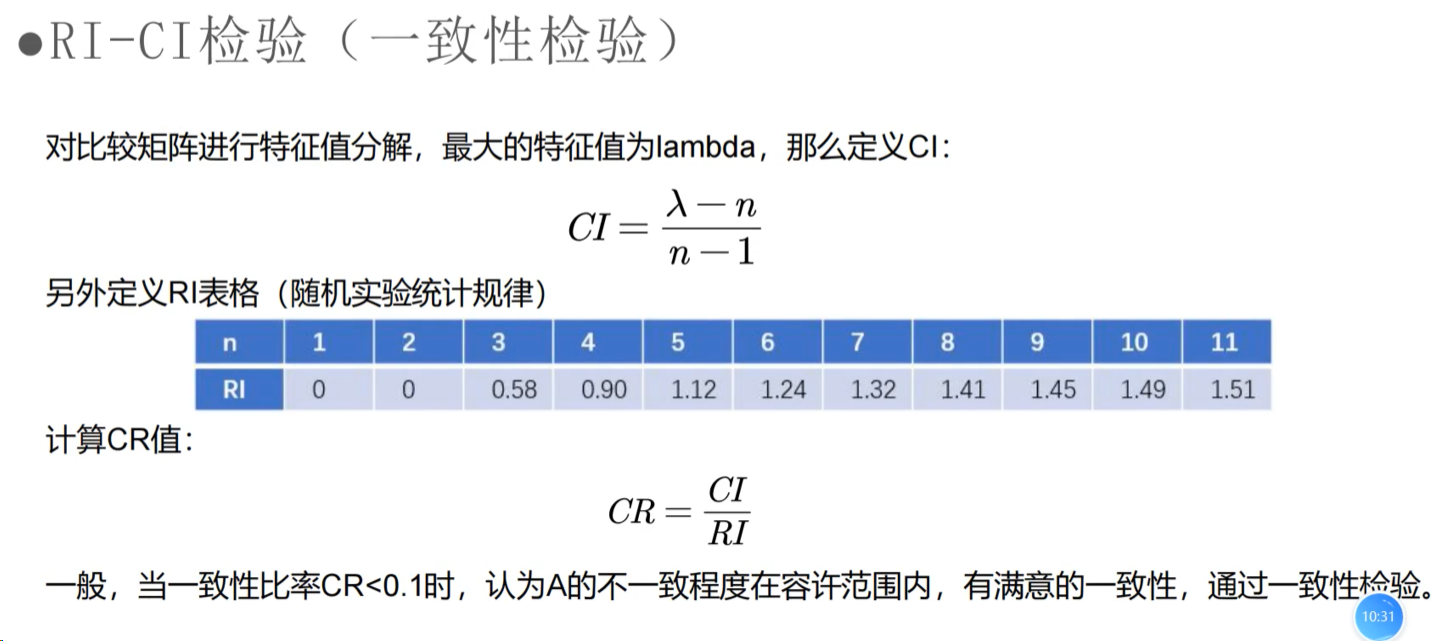 ●RI-CI检验（一致性检验）
对比较矩阵进行特征值分解，最大的特征值为lambda，那么定义CI：
CI = (λ − n)/(n − 1)
另外定义RI表格（随机实验统计规律）
n 1 2 3 4 5 6 7 8 9 10 11
RI 0 0 0.58 0.90 1.12 1.24 1.32 1.41 1.45 1.49 1.51
计算CR值：
CR = CI/RI
一般，当一致性比率CR<0.1时，认为A的不一致程度在容许范围内，有满意的一致性，通过一致性检验。
10:31